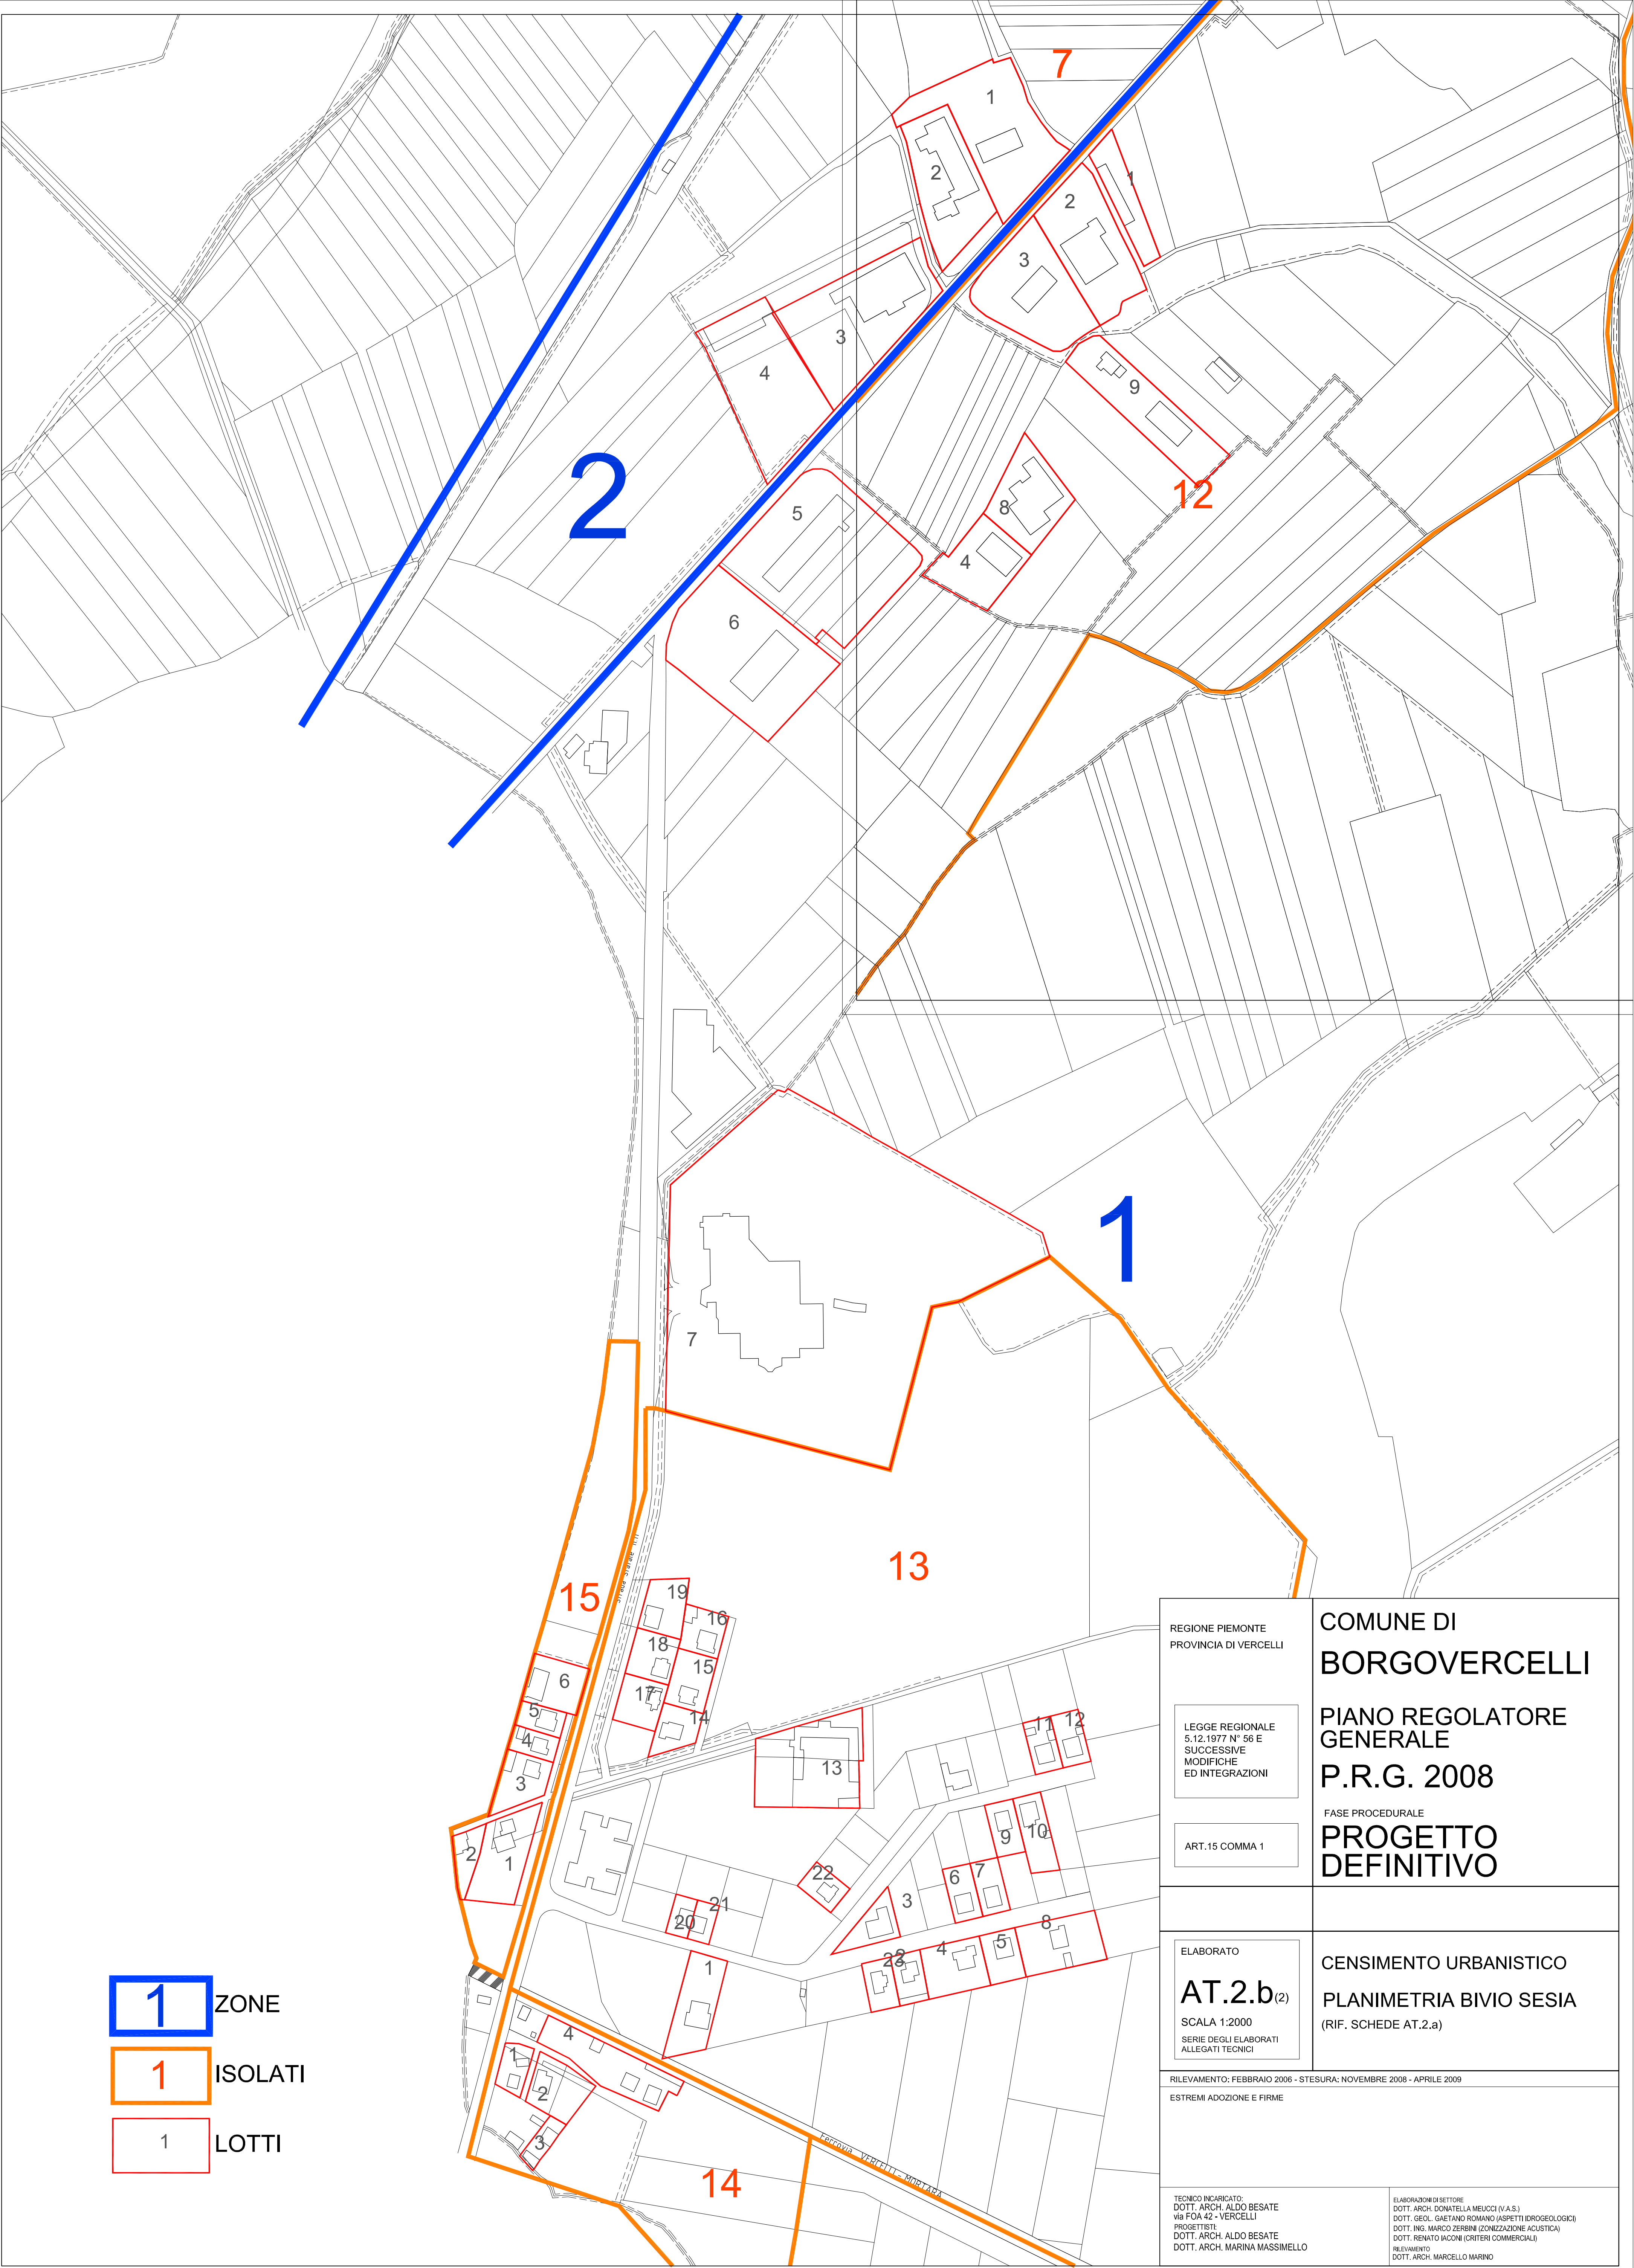 7
1
2
1
2
3
3
4
9
2
12
5
8
4
6
1
7
13
15
19
16
18
6
15
17
5
14
4
11
12
3
13
2
1
9
10
22
6
7
3
21
20
8
5
4
23
2
1
4
1
2
3
14
Strada Statale n.11
Ferrovia VERCELLI - MORTARA
1 ZONE
1 ISOLATI
1 LOTTI
REGIONE PIEMONTE
PROVINCIA DI VERCELLI
COMUNE DI
BORGOVERCELLI
LEGGE REGIONALE
5.12.1977 N° 56 E
SUCCESSIVE
MODIFICHE
ED INTEGRAZIONI
PIANO REGOLATORE
GENERALE
P.R.G. 2008
ART.15 COMMA 1
FASE PROCEDURALE
PROGETTO
DEFINITIVO
ELABORATO
AT.2.b(2)
SCALA 1:2000
SERIE DEGLI ELABORATI
ALLEGATI TECNICI
CENSIMENTO URBANISTICO
PLANIMETRIA BIVIO SESIA
(RIF. SCHEDE AT.2.a)
RILEVAMENTO: FEBBRAIO 2006 - STESURA: NOVEMBRE 2008 - APRILE 2009
ESTREMI ADOZIONE E FIRME
TECNICO INCARICATO:
DOTT. ARCH. ALDO BESATE
via FOA 42 - VERCELLI
PROGETTISTI:
DOTT. ARCH. ALDO BESATE
DOTT. ARCH. MARINA MASSIMELLO
ELABORAZIONI DI SETTORE
DOTT. ARCH. DONATELLA MEUCCI (V.A.S.)
DOTT. GEOL. GAETANO ROMANO (ASPETTI IDROGEOLOGICI)
DOTT. ING. MARCO ZERBINI (ZONIZZAZIONE ACUSTICA)
DOTT. RENATO IACONI (CRITERI COMMERCIALI)
RILEVAMENTO
DOTT. ARCH. MARCELLO MARINO